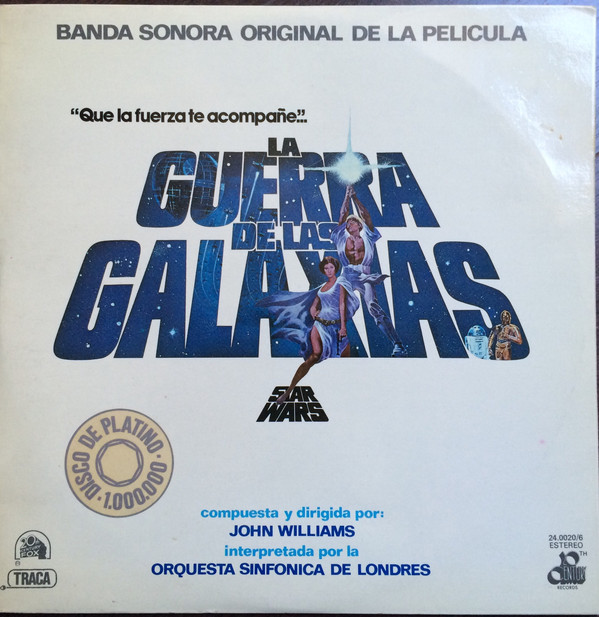 BANDA SONORA ORIGINAL DE LA PELICULA
“Que la fuerza te acompañe”...
LA
GUERRA
DE LAS
GALAXIAS
STAR
WARS
DISCO DE PLATINO · 1.000.000 ·
compuesta y dirigida por:
JOHN WILLIAMS
interpretada por la
ORQUESTA SINFONICA DE LONDRES
FOX
TRACA
24.0020/6
ESTEREO
20TH
RECORDS